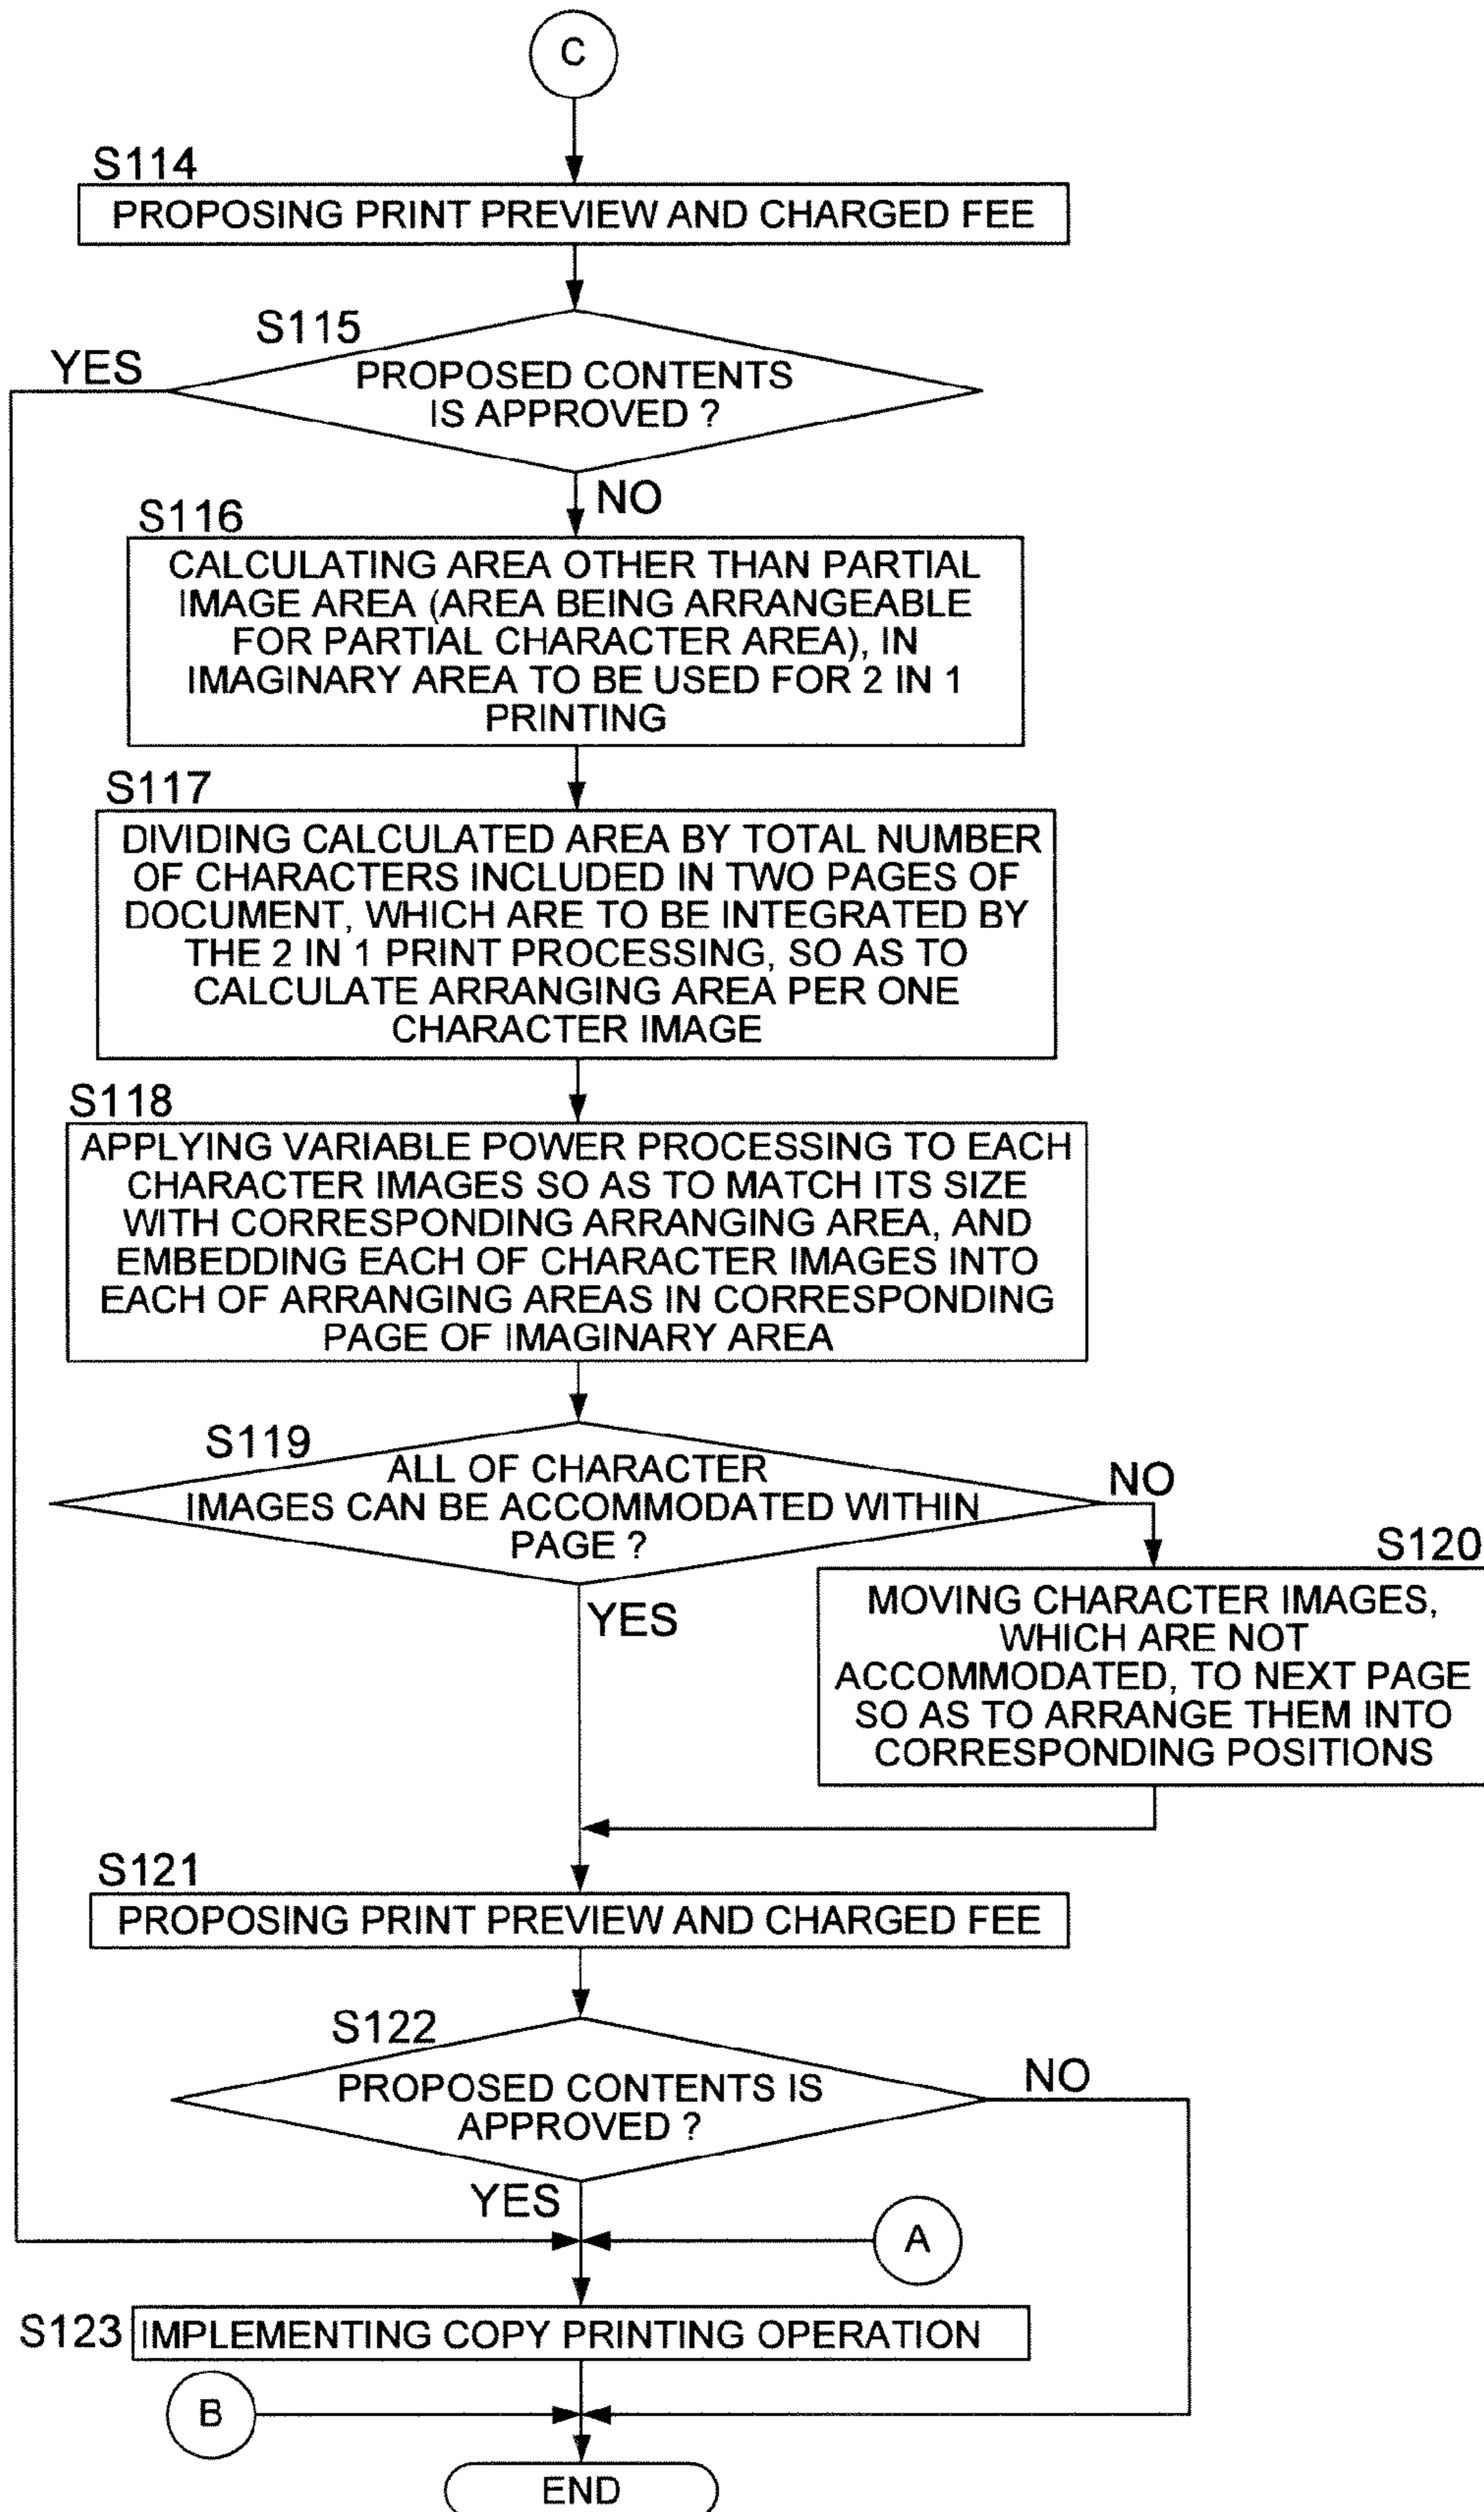 C
S114
PROPOSING PRINT PREVIEW AND CHARGED FEE
S115
YES
PROPOSED CONTENTS
IS APPROVED ?
NO
S116
CALCULATING AREA OTHER THAN PARTIAL
IMAGE AREA (AREA BEING ARRANGEABLE
FOR PARTIAL CHARACTER AREA), IN
IMAGINARY AREA TO BE USED FOR 2 IN 1
PRINTING
S117
DIVIDING CALCULATED AREA BY TOTAL NUMBER
OF CHARACTERS INCLUDED IN TWO PAGES OF
DOCUMENT, WHICH ARE TO BE INTEGRATED BY
THE 2 IN 1 PRINT PROCESSING, SO AS TO
CALCULATE ARRANGING AREA PER ONE
CHARACTER IMAGE
S118
APPLYING VARIABLE POWER PROCESSING TO EACH
CHARACTER IMAGES SO AS TO MATCH ITS SIZE
WITH CORRESPONDING ARRANGING AREA, AND
EMBEDDING EACH OF CHARACTER IMAGES INTO
EACH OF ARRANGING AREAS IN CORRESPONDING
PAGE OF IMAGINARY AREA
S119
ALL OF CHARACTER
IMAGES CAN BE ACCOMMODATED WITHIN
PAGE ?
NO
YES
S120
MOVING CHARACTER IMAGES,
WHICH ARE NOT
ACCOMMODATED, TO NEXT PAGE
SO AS TO ARRANGE THEM INTO
CORRESPONDING POSITIONS
S121
PROPOSING PRINT PREVIEW AND CHARGED FEE
S122
PROPOSED CONTENTS IS
APPROVED ?
NO
YES
A
S123
IMPLEMENTING COPY PRINTING OPERATION
B
END